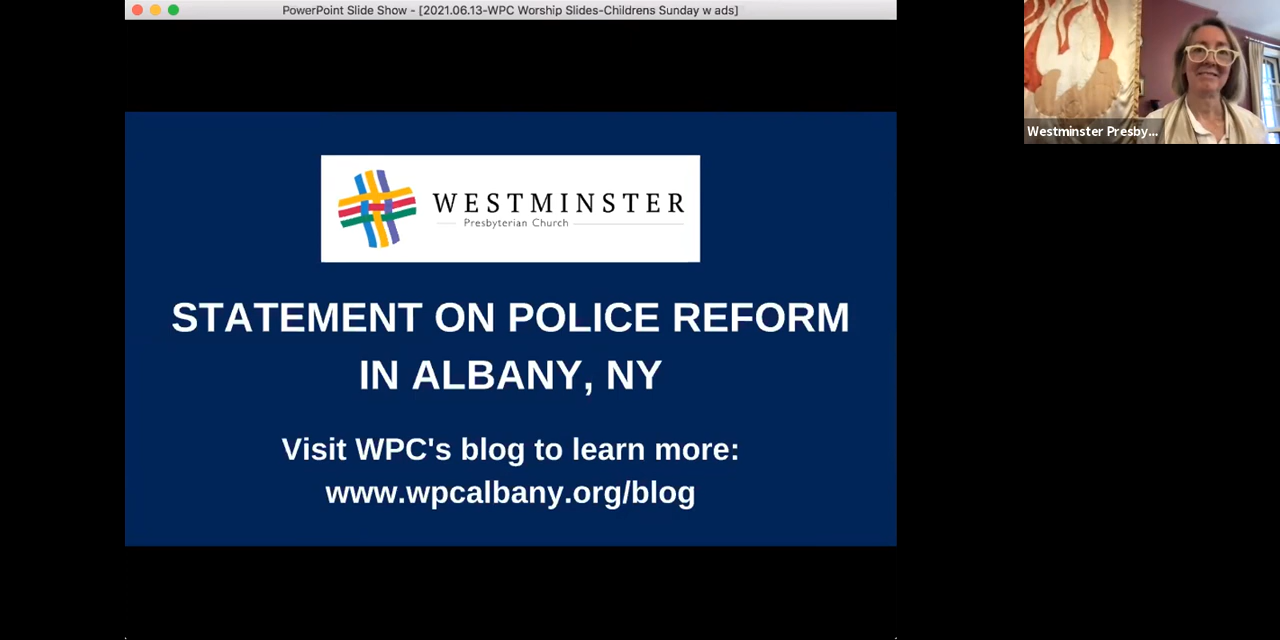 PowerPoint Slide Show - [2021.06.13-WPC Worship Slides-Childrens Sunday w ads]
Westminster Presby...
WESTMINSTER
Presbyterian Church
STATEMENT ON POLICE REFORM
IN ALBANY, NY
Visit WPC's blog to learn more:
www.wpcalbany.org/blog